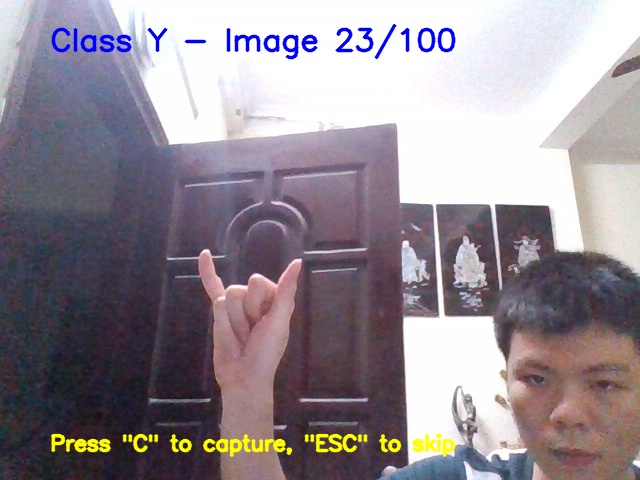 Class Y - Image 23/100
Press "C" to capture, "ESC" to skip